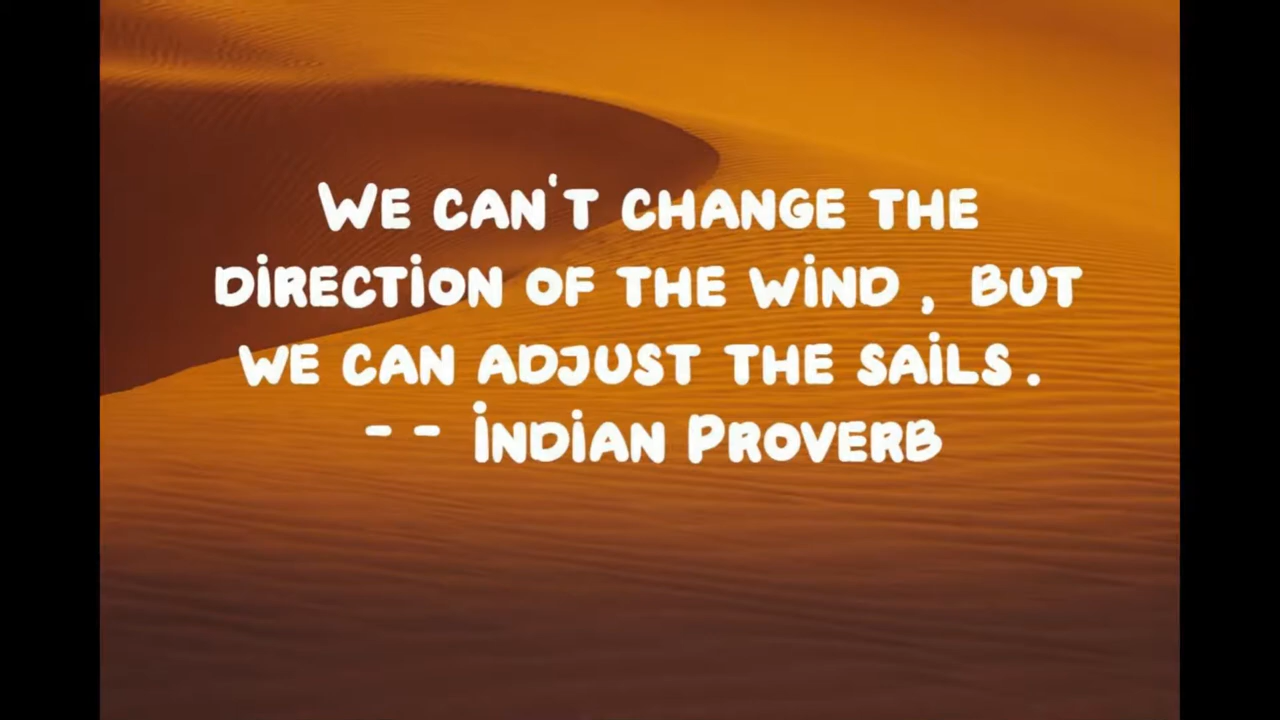 We can't change the
direction of the wind , but
we can adjust the sails .
-- Indian Proverb